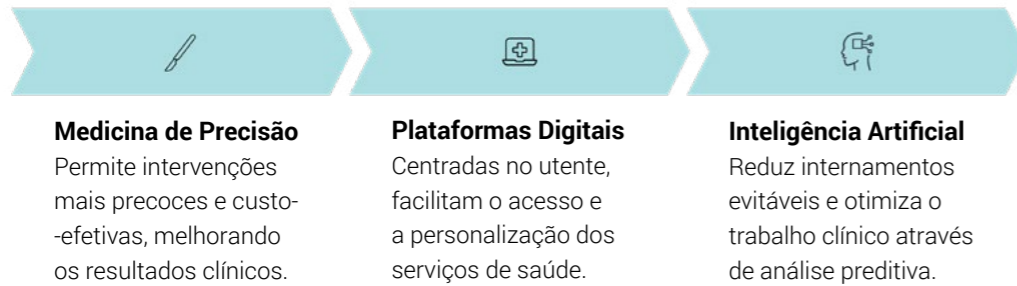 Medicina de Precisão
Permite intervenções
mais precoces e custo-
-efetivas, melhorando
os resultados clínicos.
Plataformas Digitais
Centradas no utente,
facilitam o acesso e
a personalização dos
serviços de saúde.
Inteligência Artificial
Reduz internamentos
evitáveis e otimiza o
trabalho clínico através
de análise preditiva.